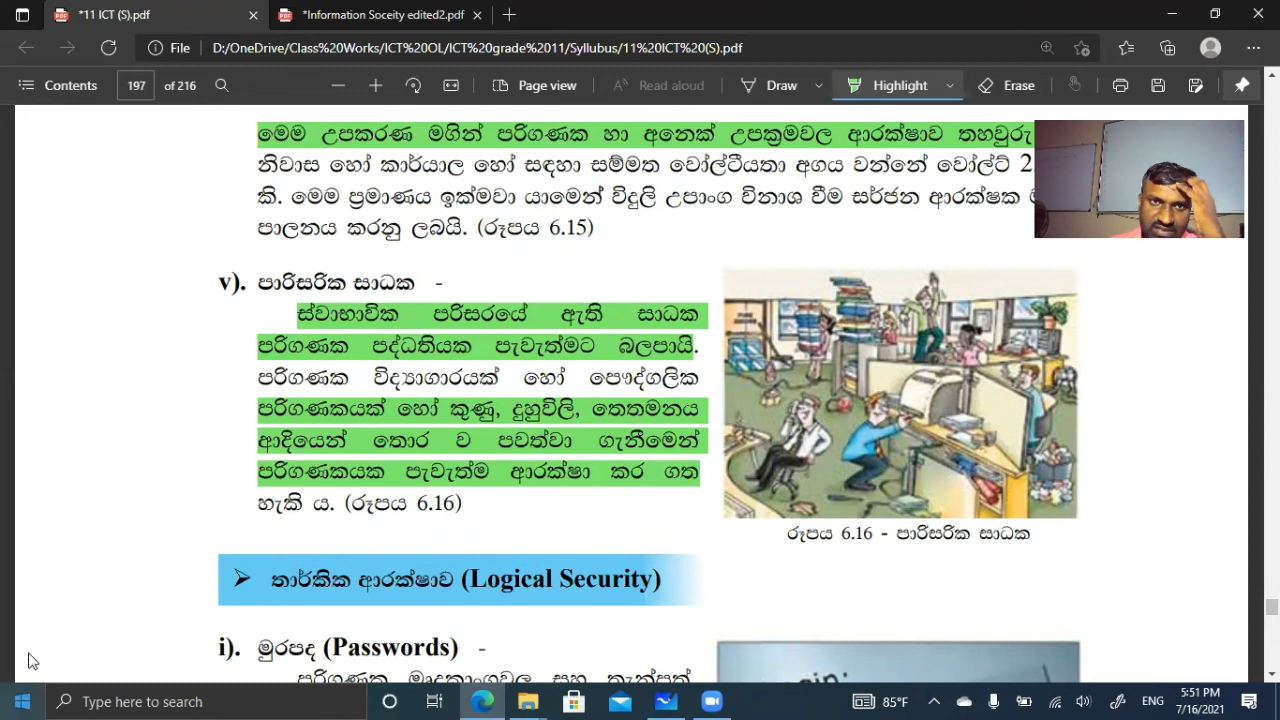 *11 ICT (S).pdf
*Information Soceity edited2.pdf
File
D:/OneDrive/Class%20Works/ICT%20OL/ICT%20grade%2011/Syllubus/11%20ICT%20(S).pdf
Contents
197 of 216
Page view
Read aloud
Draw
Highlight
Erase
මෙම උපකරණ මගින් පරිගණක හා අනෙක් උපක්‍රමවල ආරක්ෂාව තහවුරු
නිවාස හෝ කාර්යාල හෝ සඳහා සම්මත වෝල්ටීයතා අගය වන්නේ වෝල්ට් 2
කි. මෙම ප්‍රමාණය ඉක්මවා යාමෙන් විදුලි උපාංග විනාශ වීම සර්ජන ආරක්ෂක
පාලනය කරනු ලබයි. (රූපය 6.15)
v). පාරිසරික සාධක -
ස්වාභාවික පරිසරයේ ඇති සාධක
පරිගණක පද්ධතියක පැවැත්මට බලපායි.
පරිගණක විද්‍යාගාරයක් හෝ පෞද්ගලික
පරිගණකයක් හෝ කුණු, දූහුවිලි, තෙතමනය
ආදියෙන් තොර ව පවත්වා ගැනීමෙන්
පරිගණකයක පැවැත්ම ආරක්ෂා කර ගත
හැකි ය. (රූපය 6.16)
රූපය 6.16 - පාරිසරික සාධක
➤ තාර්කික ආරක්ෂාව (Logical Security)
i). මුරපද (Passwords) -
පරිගණක මෘදුකාංගවල සහ තැන්පත්
Type here to search
85°F
ENG
5:51 PM
7/16/2021